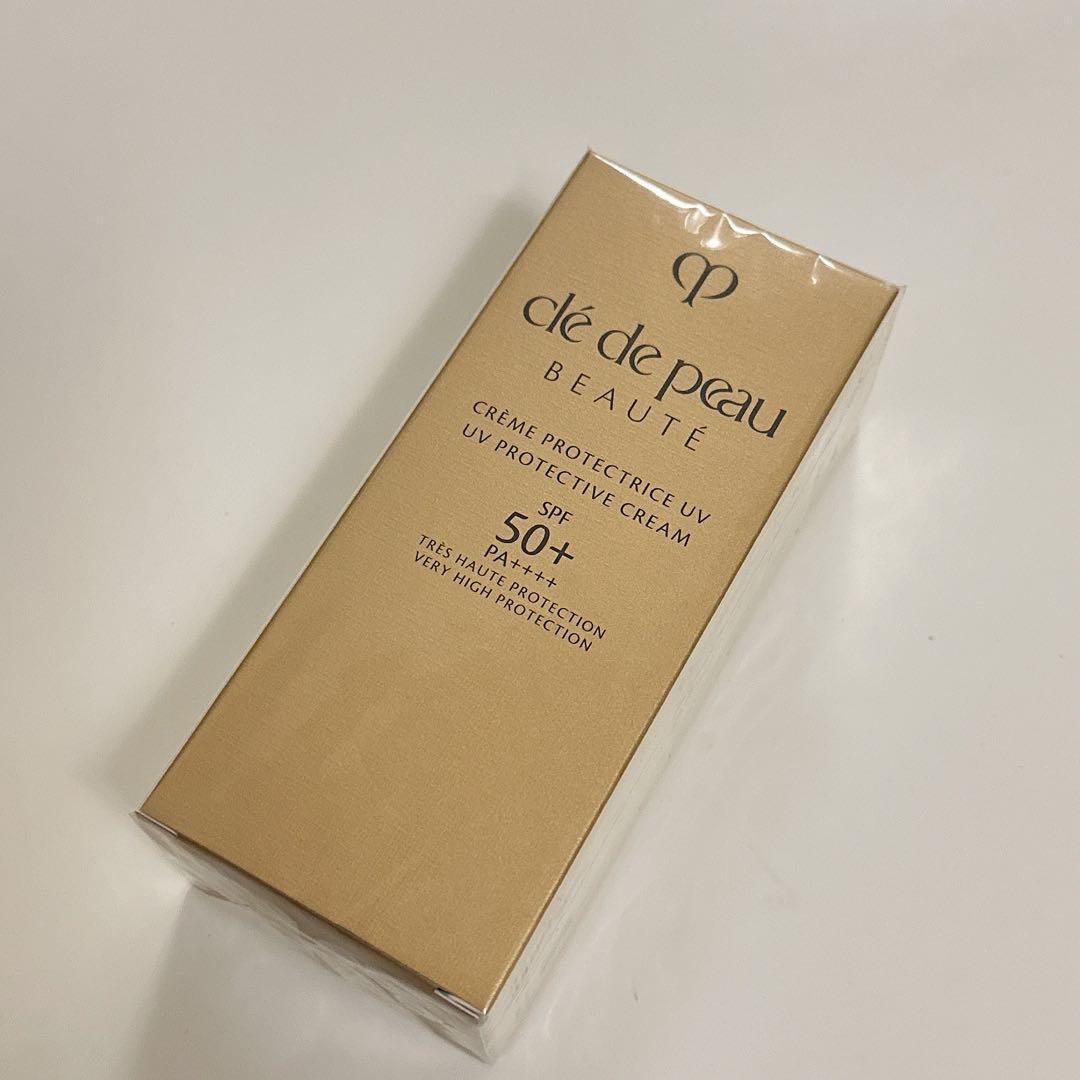 clé de peau
BEAUTÉ
CRÈME PROTECTRICE UV
UV PROTECTIVE CREAM
SPF
50+
PA++++
TRÈS HAUTE PROTECTION
VERY HIGH PROTECTION